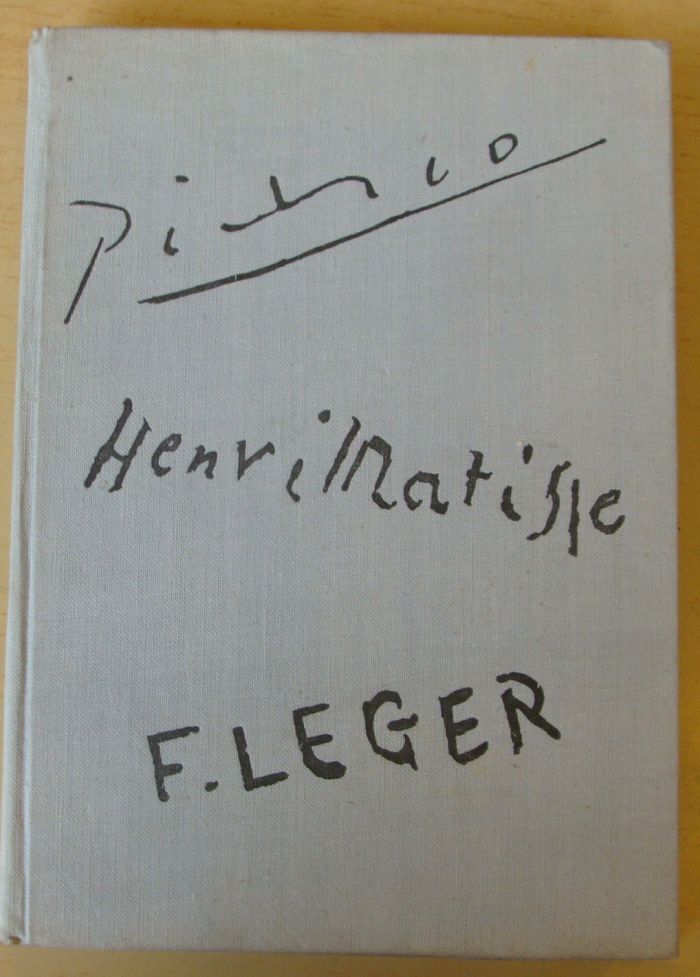 Picasso
Henri Matisse
F. LEGER